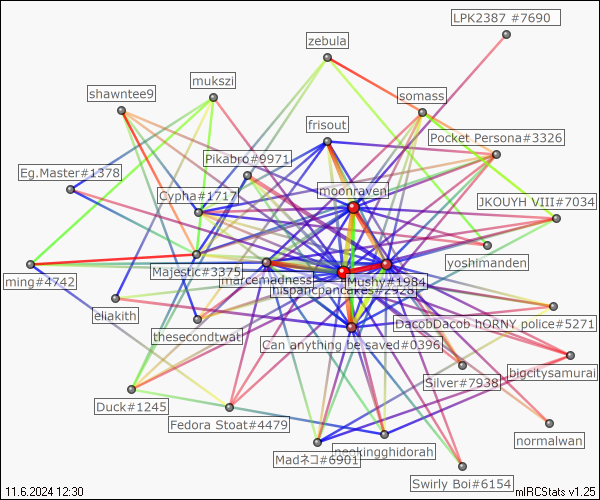 LPK2387 #7690
zebula
mukszi
shawntee9
somass
frisout
Pocket Persona#3326
Pikabro#9971
Eg.Master#1378
moonraven
Cypha#1717
JKOUYH VIII#7034
yoshimanden
Majestic#3375
ming#4742
marcemadness
Mushy#1984
hispanicpancakes#2928
eliakith
DacobDacob hORNY police#5271
thesecondtwat
Can anything be saved#0396
bigcitysamurai
Silver#7938
Duck#1245
Fedora Stoat#4479
normalwan
Madネコ#6901
Swirly Boi#6154
11.6.2024 12:30
mIRCStats v1.25